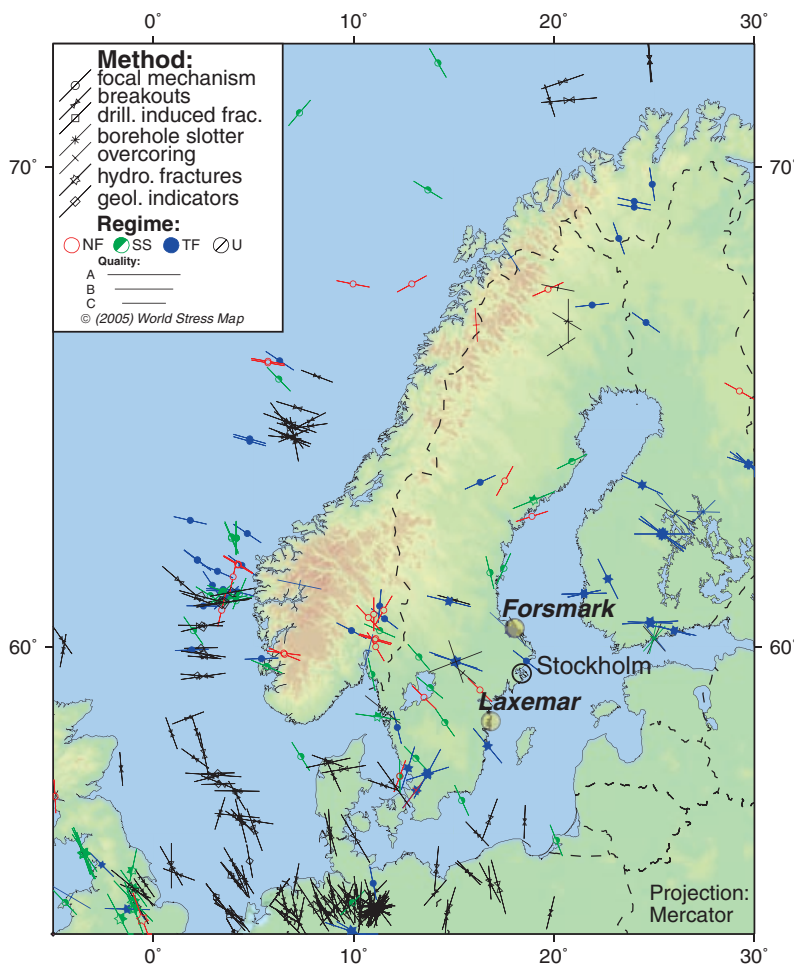 0° 10° 20° 30°
Method:
focal mechanism
breakouts
drill. induced frac.
borehole slotter
overcoring
hydro. fractures
geol. indicators
Regime:
NF SS TF U
Quality:
A
B
C
© (2005) World Stress Map
70° 70°
Forsmark
60° 60°
Stockholm
Laxemar
Projection:
Mercator
0° 10° 20° 30°